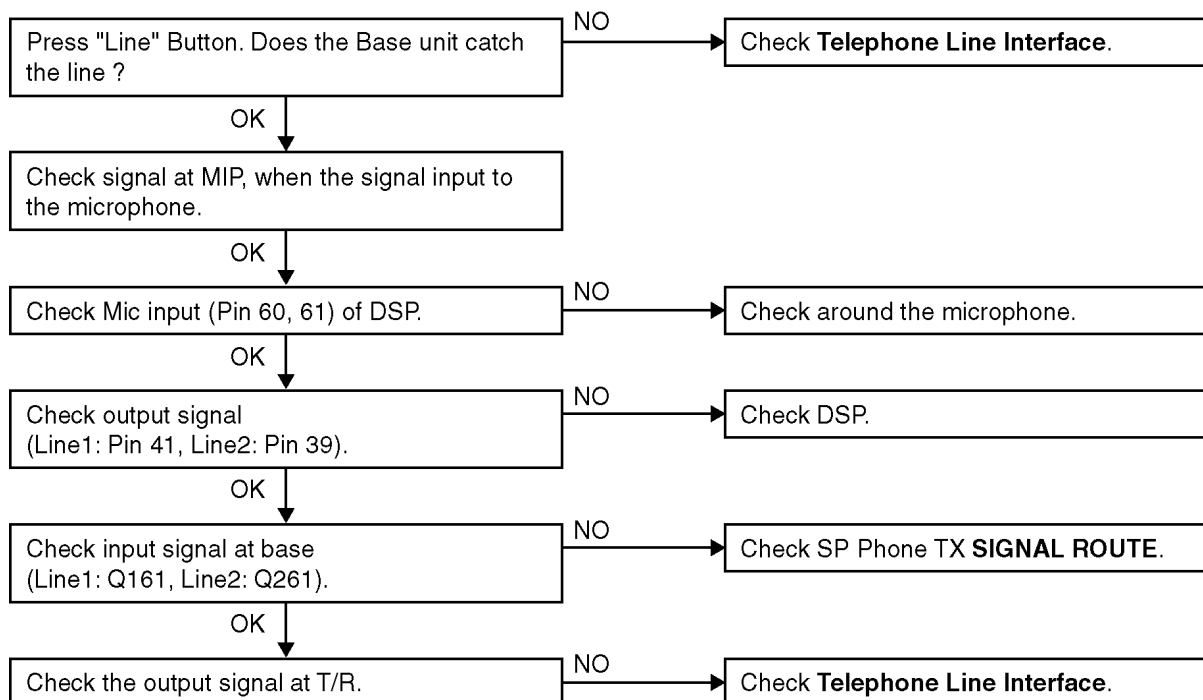 Press "Line" Button. Does the Base unit catch
the line ?
NO
Check Telephone Line Interface.
OK
Check signal at MIP, when the signal input to
the microphone.
OK
Check Mic input (Pin 60, 61) of DSP.
NO
Check around the microphone.
OK
Check output signal
(Line1: Pin 41, Line2: Pin 39).
NO
Check DSP.
OK
Check input signal at base
(Line1: Q161, Line2: Q261).
NO
Check SP Phone TX SIGNAL ROUTE.
OK
Check the output signal at T/R.
NO
Check Telephone Line Interface.